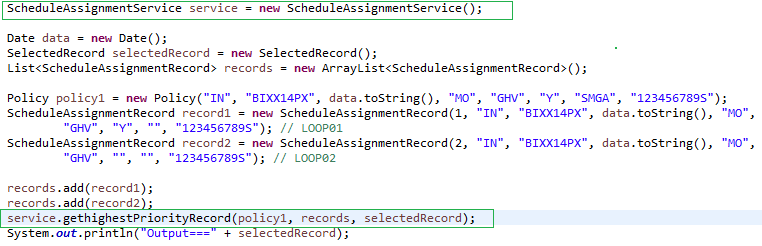 ScheduleAssignmentService service = new ScheduleAssignmentService();
Date data = new Date();
SelectedRecord selectedRecord = new SelectedRecord();
List<ScheduleAssignmentRecord> records = new ArrayList<ScheduleAssignmentRecord>();
Policy policy1 = new Policy("IN", "BIXX14PX", data.toString(), "MO", "GHV", "Y", "SMGA", "123456789S");
ScheduleAssignmentRecord record1 = new ScheduleAssignmentRecord(1, "IN", "BIXX14PX", data.toString(), "MO",
"GHV", "Y", "", "123456789S"); // LOOP01
ScheduleAssignmentRecord record2 = new ScheduleAssignmentRecord(2, "IN", "BIXX14PX", data.toString(), "MO",
"GHV", "", "", "123456789S"); // LOOP02
records.add(record1);
records.add(record2);
service.gethighestPriorityRecord(policy1, records, selectedRecord);
System.out.println("Output===" + selectedRecord);